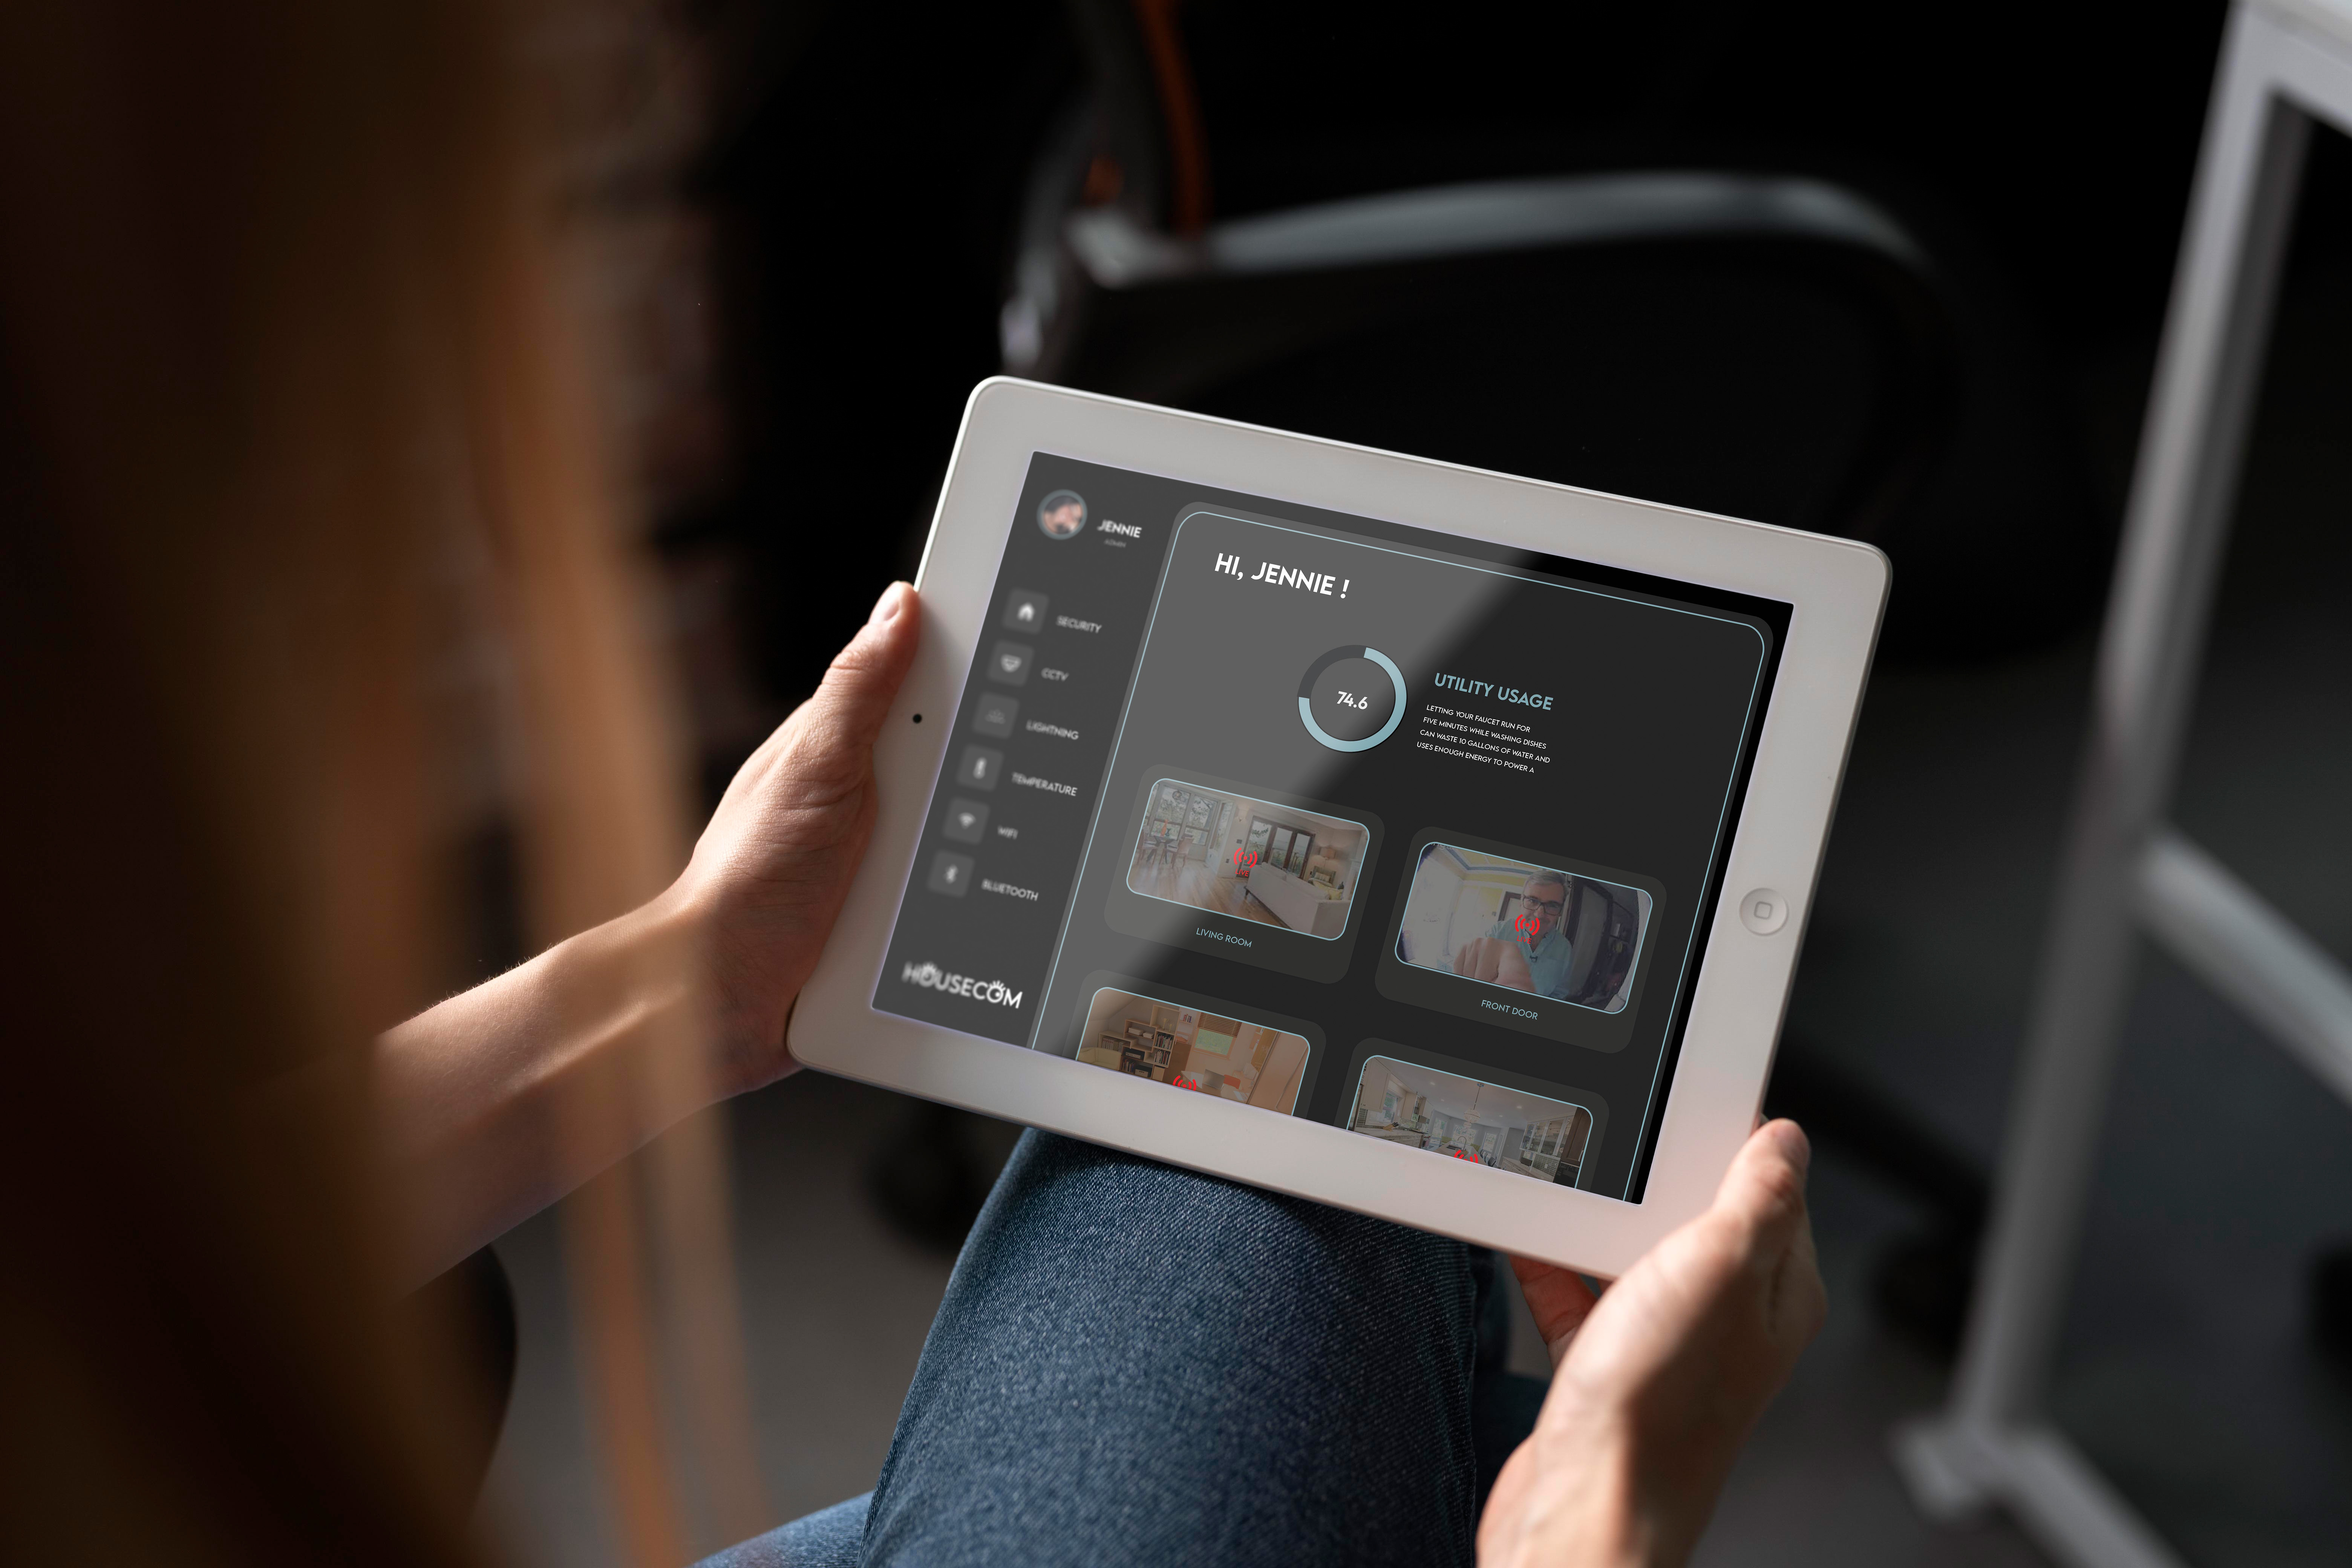 JENNIE
ADMIN
SECURITY
CCTV
LIGHTNING
TEMPERATURE
WIFI
BLUETOOTH
HOUSECOM
HI, JENNIE !
74.6
UTILITY USAGE
LETTING YOUR FAUCET RUN FOR
FIVE MINUTES WHILE WASHING DISHES
CAN WASTE 10 GALLONS OF WATER AND
USES ENOUGH ENERGY TO POWER A
LIVING ROOM
FRONT DOOR